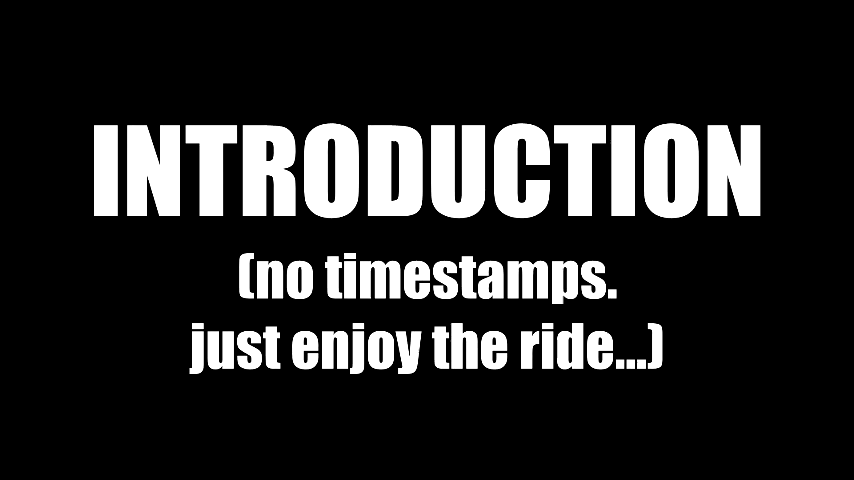 INTRODUCTION
(no timestamps.
just enjoy the ride...)